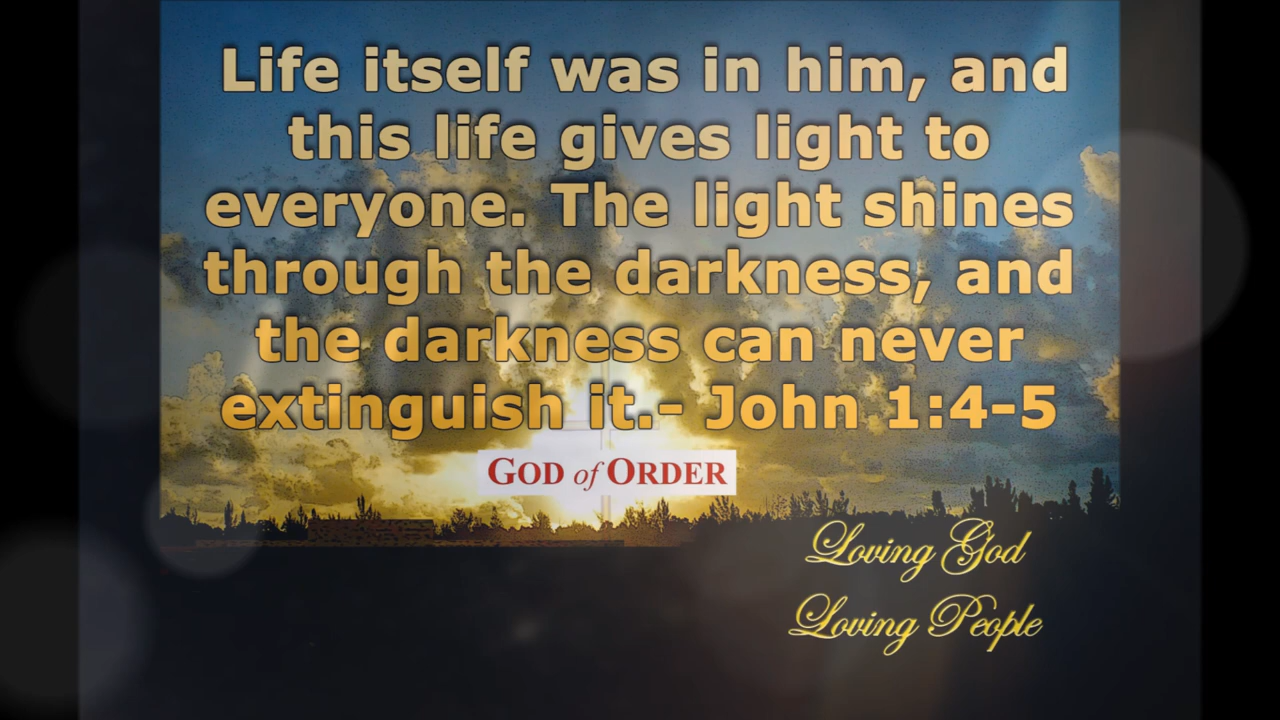 Life itself was in him, and
this life gives light to
everyone. The light shines
through the darkness, and
the darkness can never
extinguish it.- John 1:4-5
GOD of ORDER
Loving God
Loving People